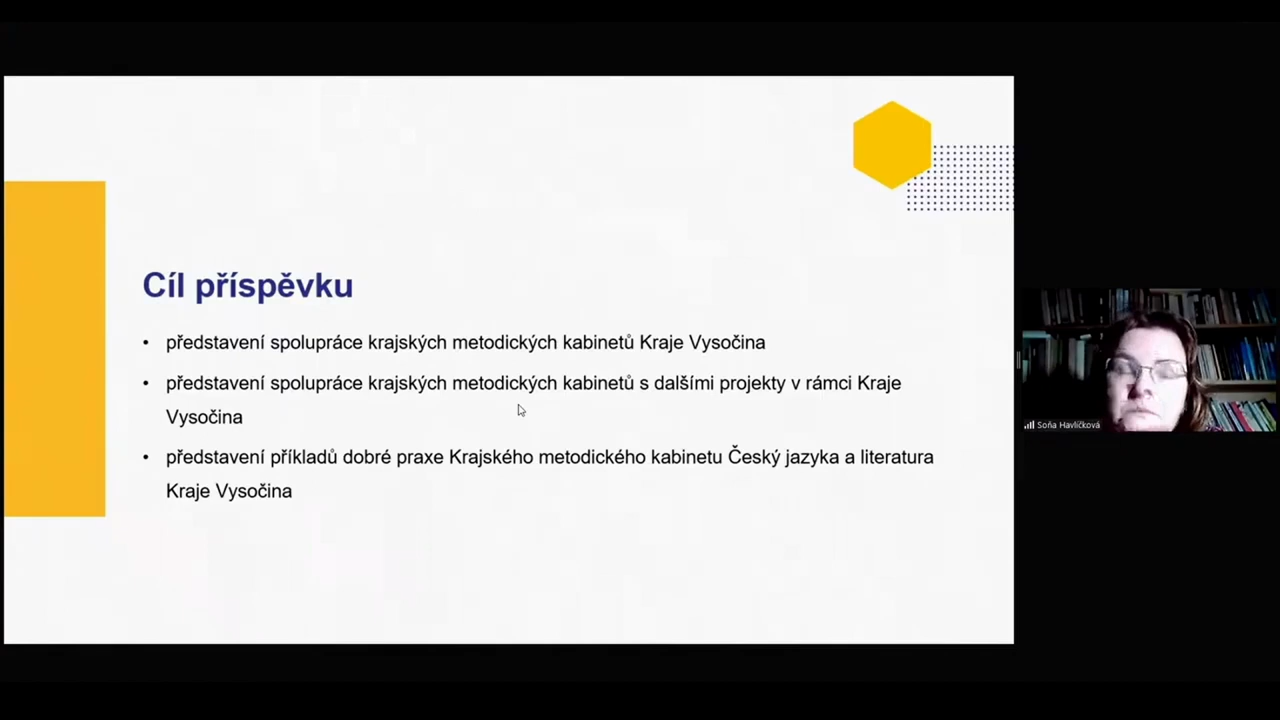 Cíl příspěvku
• představení spolupráce krajských metodických kabinetů Kraje Vysočina
• představení spolupráce krajských metodických kabinetů s dalšími projekty v rámci Kraje
Vysočina
• představení příkladů dobré praxe Krajského metodického kabinetu Český jazyka a literatura
Kraje Vysočina
Soňa Havlíčková